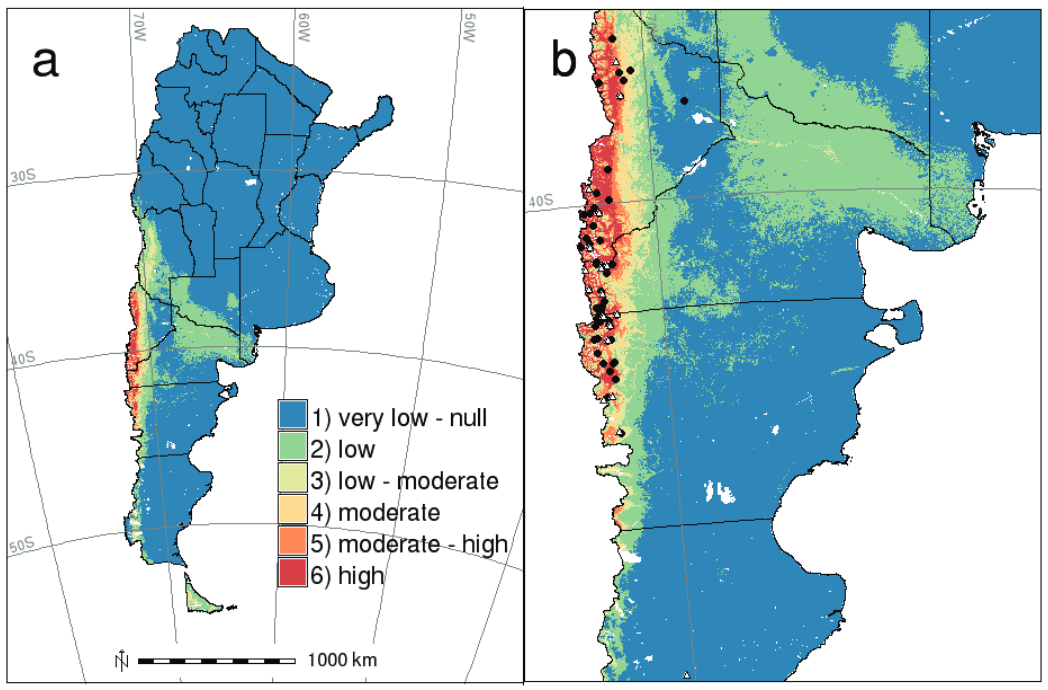 a
70W
60W
50W
30S
40S
50S
1) very low - null
2) low
3) low - moderate
4) moderate
5) moderate - high
6) high
N
1000 km
b
40S